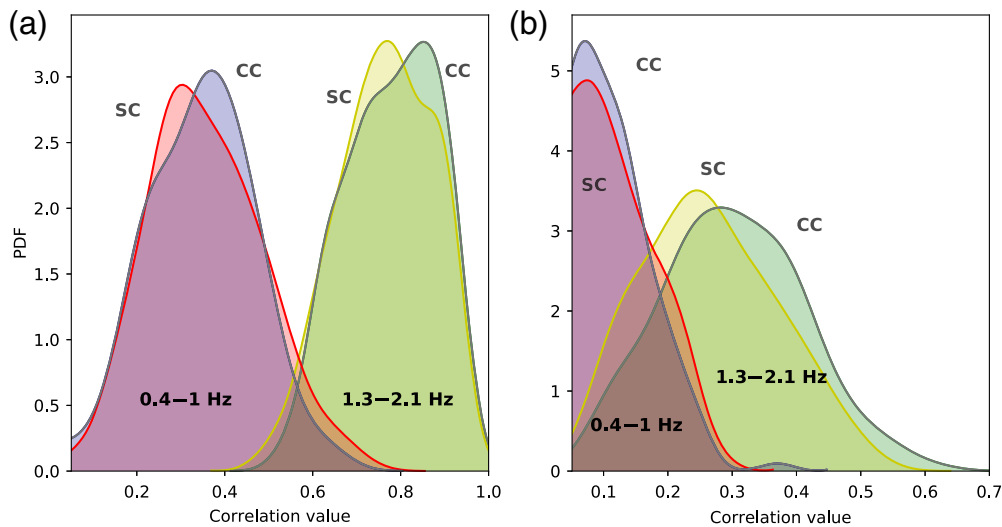 (a)
3.0
2.5
2.0
1.5
1.0
0.5
0.0
PDF
SC
CC
SC
CC
0.4−1 Hz
1.3−2.1 Hz
0.2
0.4
0.6
0.8
1.0
Correlation value
(b)
5
4
3
2
1
0
CC
SC
SC
CC
1.3−2.1 Hz
0.4−1 Hz
0.1
0.2
0.3
0.4
0.5
0.6
0.7
Correlation value